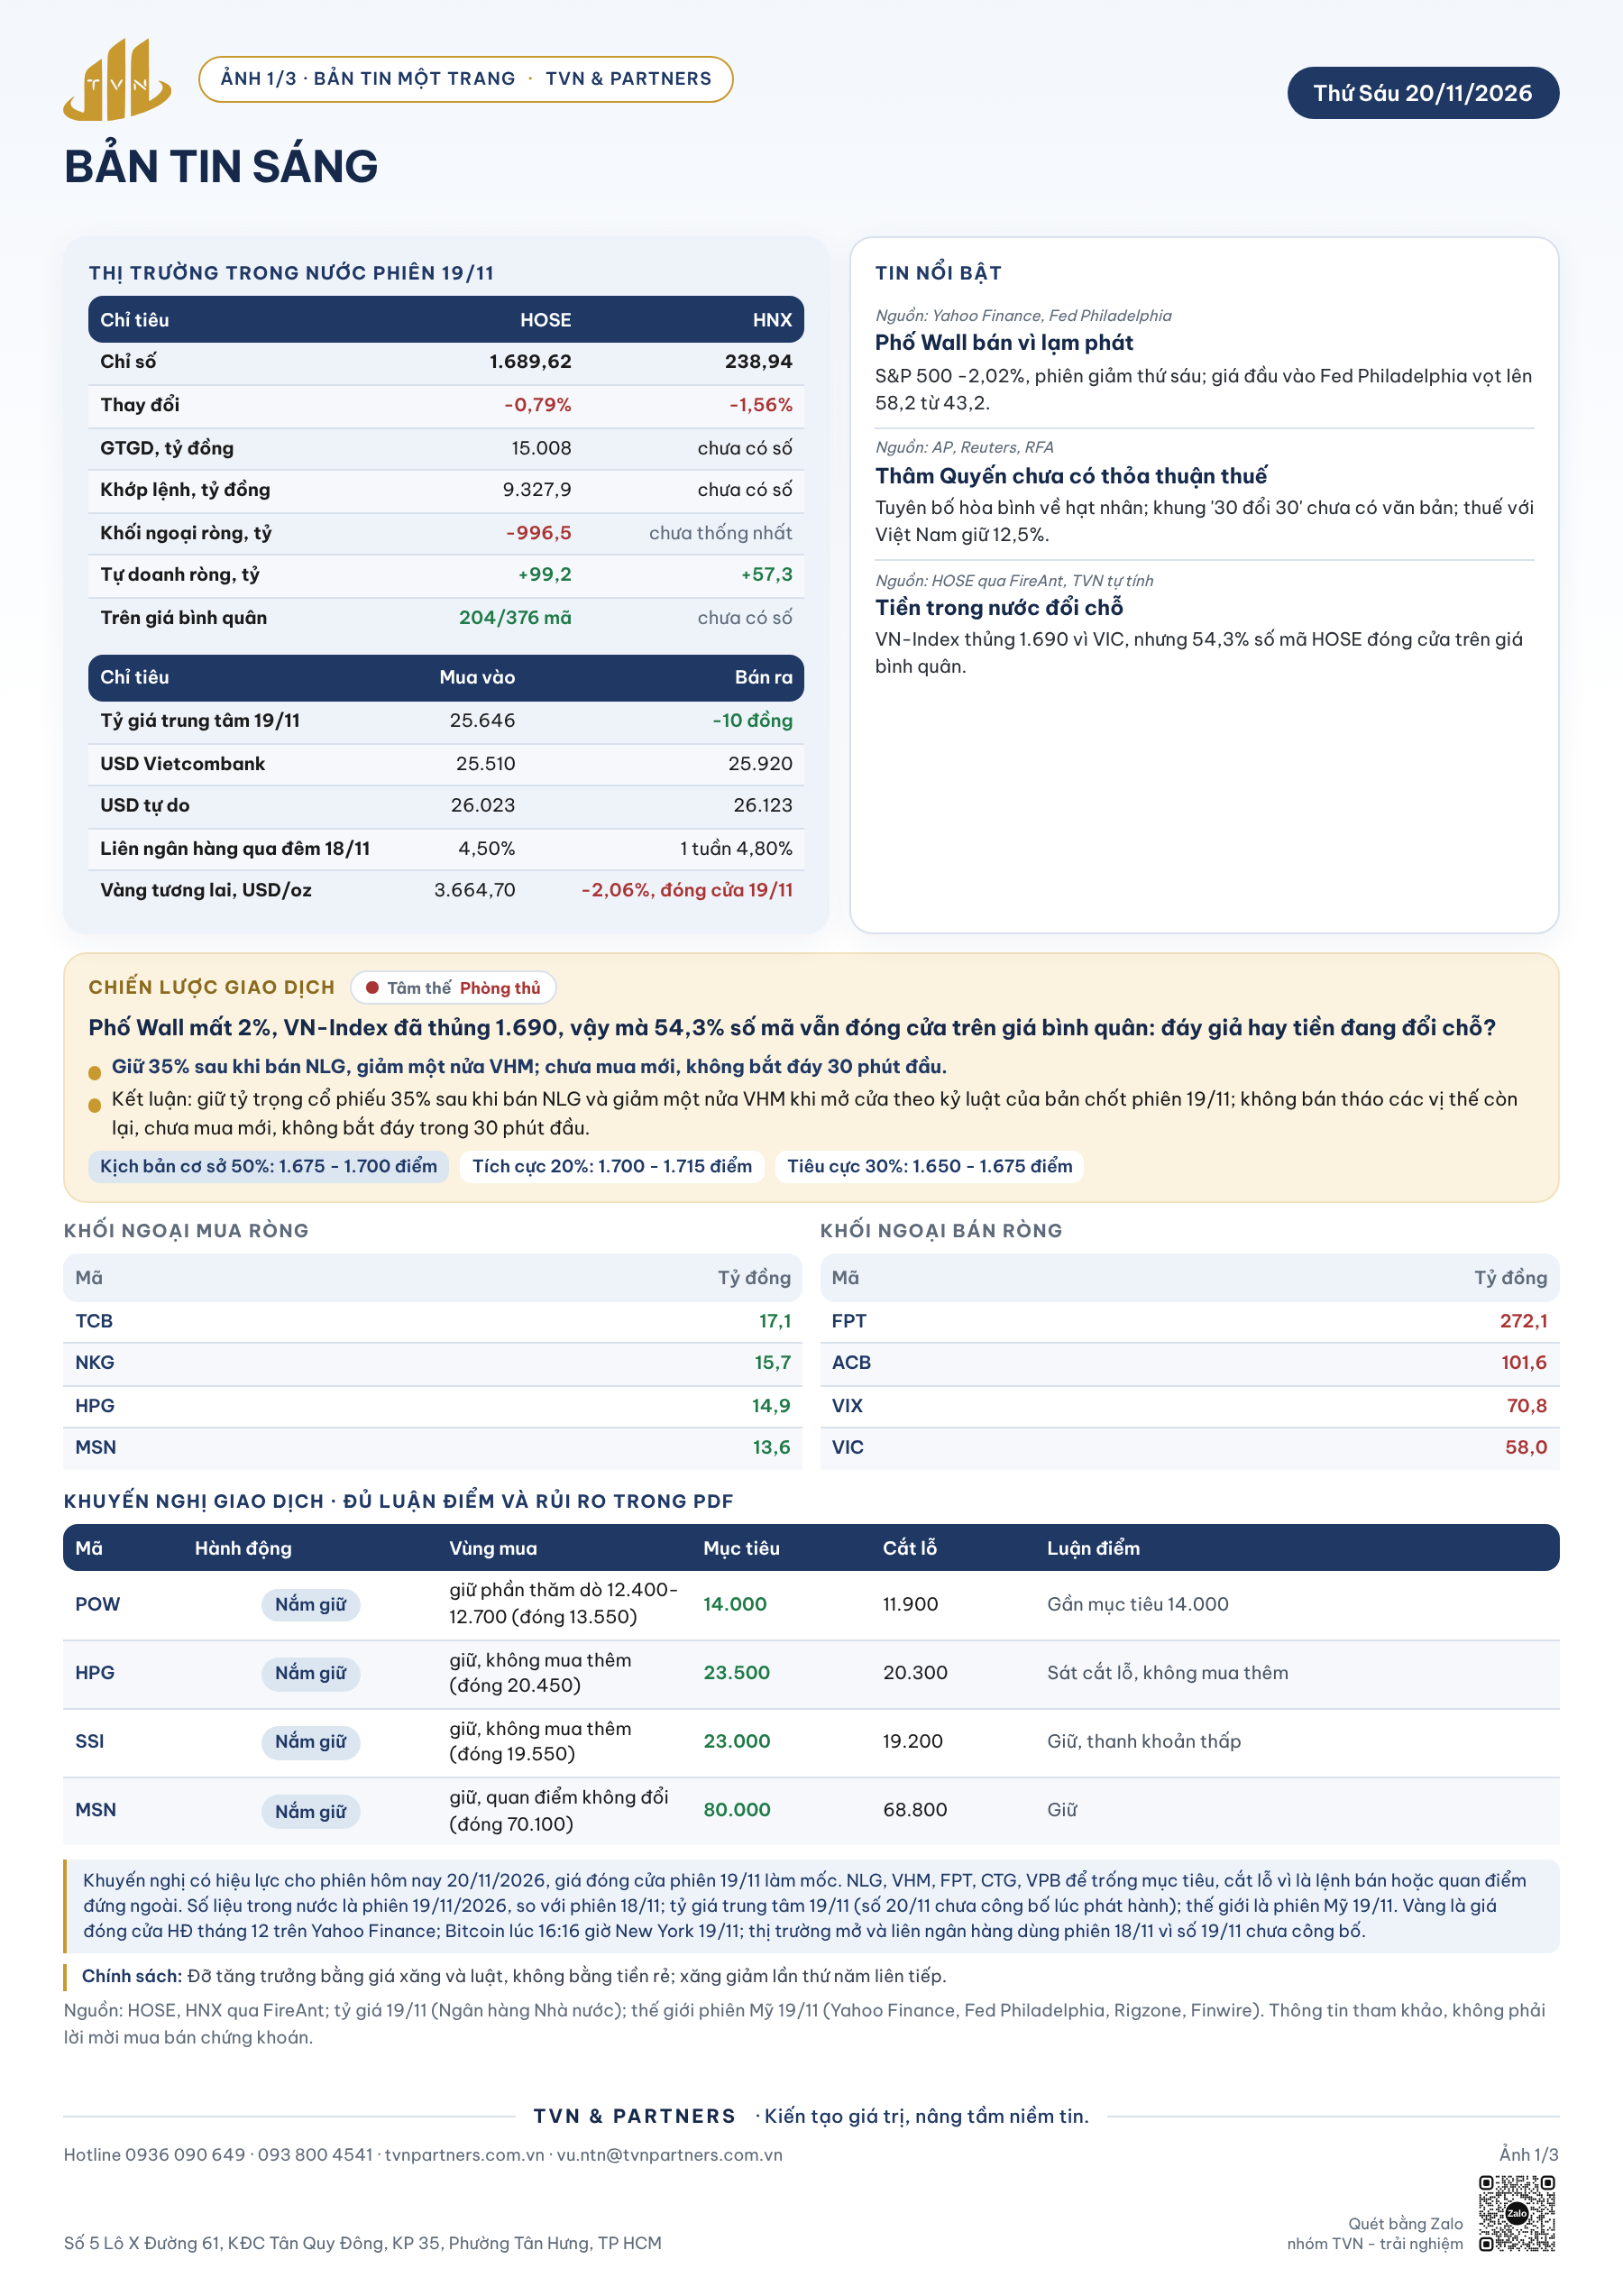 TVN
ẢNH 1/3 · BẢN TIN MỘT TRANG · TVN & PARTNERS
Thứ Sáu 20/11/2026
BẢN TIN SÁNG
THỊ TRƯỜNG TRONG NƯỚC PHIÊN 19/11
Chỉ tiêu HOSE HNX
Chỉ số 1.689,62 238,94
Thay đổi -0,79% -1,56%
GTGD, tỷ đồng 15.008 chưa có số
Khớp lệnh, tỷ đồng 9.327,9 chưa có số
Khối ngoại ròng, tỷ -996,5 chưa thống nhất
Tự doanh ròng, tỷ +99,2 +57,3
Trên giá bình quân 204/376 mã chưa có số
Chỉ tiêu Mua vào Bán ra
Tỷ giá trung tâm 19/11 25.646 -10 đồng
USD Vietcombank 25.510 25.920
USD tự do 26.023 26.123
Liên ngân hàng qua đêm 18/11 4,50% 1 tuần 4,80%
Vàng tương lai, USD/oz 3.664,70 -2,06%, đóng cửa 19/11
TIN NỔI BẬT
Nguồn: Yahoo Finance, Fed Philadelphia
Phố Wall bán vì lạm phát
S&P 500 -2,02%, phiên giảm thứ sáu; giá đầu vào Fed Philadelphia vọt lên
58,2 từ 43,2.
Nguồn: AP, Reuters, RFA
Thâm Quyến chưa có thỏa thuận thuế
Tuyên bố hòa bình về hạt nhân; khung '30 đổi 30' chưa có văn bản; thuế với
Việt Nam giữ 12,5%.
Nguồn: HOSE qua FireAnt, TVN tự tính
Tiền trong nước đổi chỗ
VN-Index thủng 1.690 vì VIC, nhưng 54,3% số mã HOSE đóng cửa trên giá
bình quân.
CHIẾN LƯỢC GIAO DỊCH Tâm thế Phòng thủ
Phố Wall mất 2%, VN-Index đã thủng 1.690, vậy mà 54,3% số mã vẫn đóng cửa trên giá bình quân: đáy giả hay tiền đang đổi chỗ?
Giữ 35% sau khi bán NLG, giảm một nửa VHM; chưa mua mới, không bắt đáy 30 phút đầu.
Kết luận: giữ tỷ trọng cổ phiếu 35% sau khi bán NLG và giảm một nửa VHM khi mở cửa theo kỷ luật của bản chốt phiên 19/11; không bán tháo các vị thế còn
lại, chưa mua mới, không bắt đáy trong 30 phút đầu.
Kịch bản cơ sở 50%: 1.675 - 1.700 điểm Tích cực 20%: 1.700 - 1.715 điểm Tiêu cực 30%: 1.650 - 1.675 điểm
KHỐI NGOẠI MUA RÒNG
Mã Tỷ đồng
TCB 17,1
NKG 15,7
HPG 14,9
MSN 13,6
KHỐI NGOẠI BÁN RÒNG
Mã Tỷ đồng
FPT 272,1
ACB 101,6
VIX 70,8
VIC 58,0
KHUYẾN NGHỊ GIAO DỊCH · ĐỦ LUẬN ĐIỂM VÀ RỦI RO TRONG PDF
Mã Hành động Vùng mua Mục tiêu Cắt lỗ Luận điểm
POW Nắm giữ giữ phần thăm dò 12.400-
12.700 (đóng 13.550) 14.000 11.900 Gần mục tiêu 14.000
HPG Nắm giữ giữ, không mua thêm
(đóng 20.450) 23.500 20.300 Sát cắt lỗ, không mua thêm
SSI Nắm giữ giữ, không mua thêm
(đóng 19.550) 23.000 19.200 Giữ, thanh khoản thấp
MSN Nắm giữ giữ, quan điểm không đổi
(đóng 70.100) 80.000 68.800 Giữ
Khuyến nghị có hiệu lực cho phiên hôm nay 20/11/2026, giá đóng cửa phiên 19/11 làm mốc. NLG, VHM, FPT, CTG, VPB để trống mục tiêu, cắt lỗ vì là lệnh bán hoặc quan điểm
đứng ngoài. Số liệu trong nước là phiên 19/11/2026, so với phiên 18/11; tỷ giá trung tâm 19/11 (số 20/11 chưa công bố lúc phát hành); thế giới là phiên Mỹ 19/11. Vàng là giá
đóng cửa HĐ tháng 12 trên Yahoo Finance; Bitcoin lúc 16:16 giờ New York 19/11; thị trường mở và liên ngân hàng dùng phiên 18/11 vì số 19/11 chưa công bố.
Chính sách: Đỡ tăng trưởng bằng giá xăng và luật, không bằng tiền rẻ; xăng giảm lần thứ năm liên tiếp.
Nguồn: HOSE, HNX qua FireAnt; tỷ giá 19/11 (Ngân hàng Nhà nước); thế giới phiên Mỹ 19/11 (Yahoo Finance, Fed Philadelphia, Rigzone, Finwire). Thông tin tham khảo, không phải
lời mời mua bán chứng khoán.
TVN & PARTNERS · Kiến tạo giá trị, nâng tầm niềm tin.
Hotline 0936 090 649 · 093 800 4541 · tvnpartners.com.vn · vu.ntn@tvnpartners.com.vn
Ảnh 1/3
Zalo
Quét bằng Zalo
nhóm TVN - trải nghiệm
Số 5 Lô X Đường 61, KĐC Tân Quy Đông, KP 35, Phường Tân Hưng, TP HCM